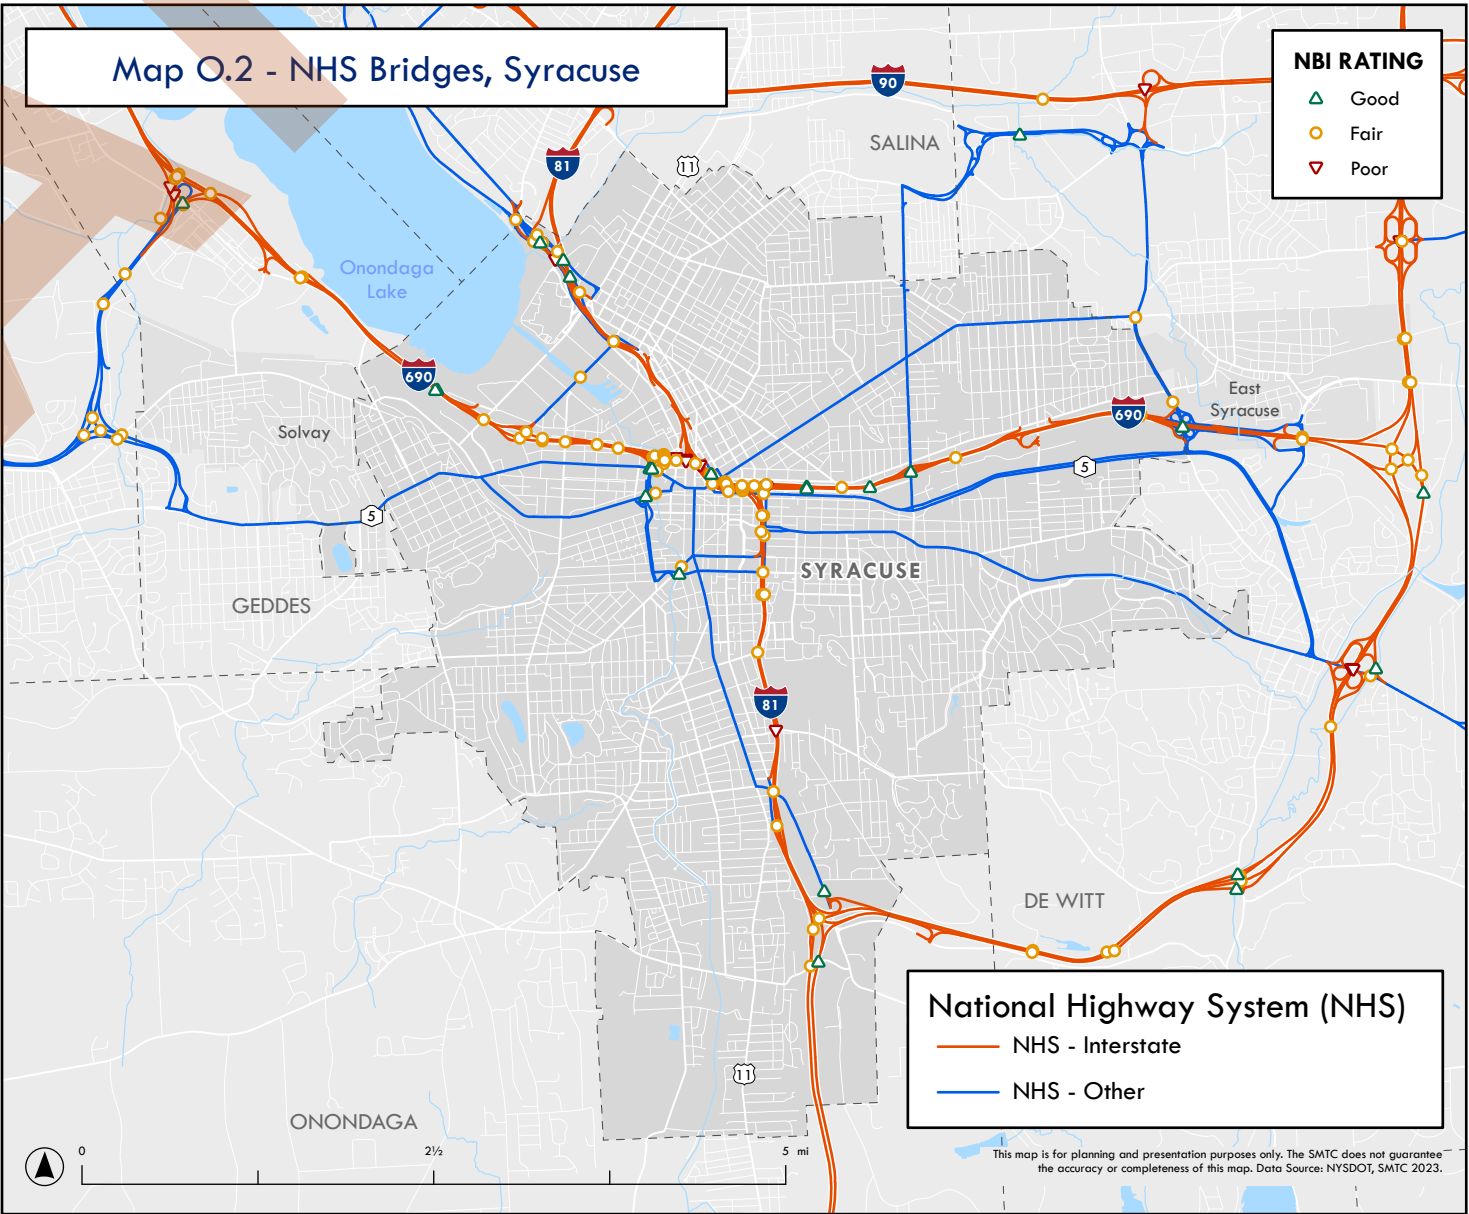 Map O.2 - NHS Bridges, Syracuse
NBI RATING
Good
Fair
Poor
90
SALINA
81
11
Onondaga
Lake
690
Solvay
East
Syracuse
690
5
5
SYRACUSE
GEDDES
81
DE WITT
National Highway System (NHS)
NHS - Interstate
NHS - Other
11
ONONDAGA
0
2½
5 mi
This map is for planning and presentation purposes only. The SMTC does not guarantee
the accuracy or completeness of this map. Data Source: NYSDOT, SMTC 2023.